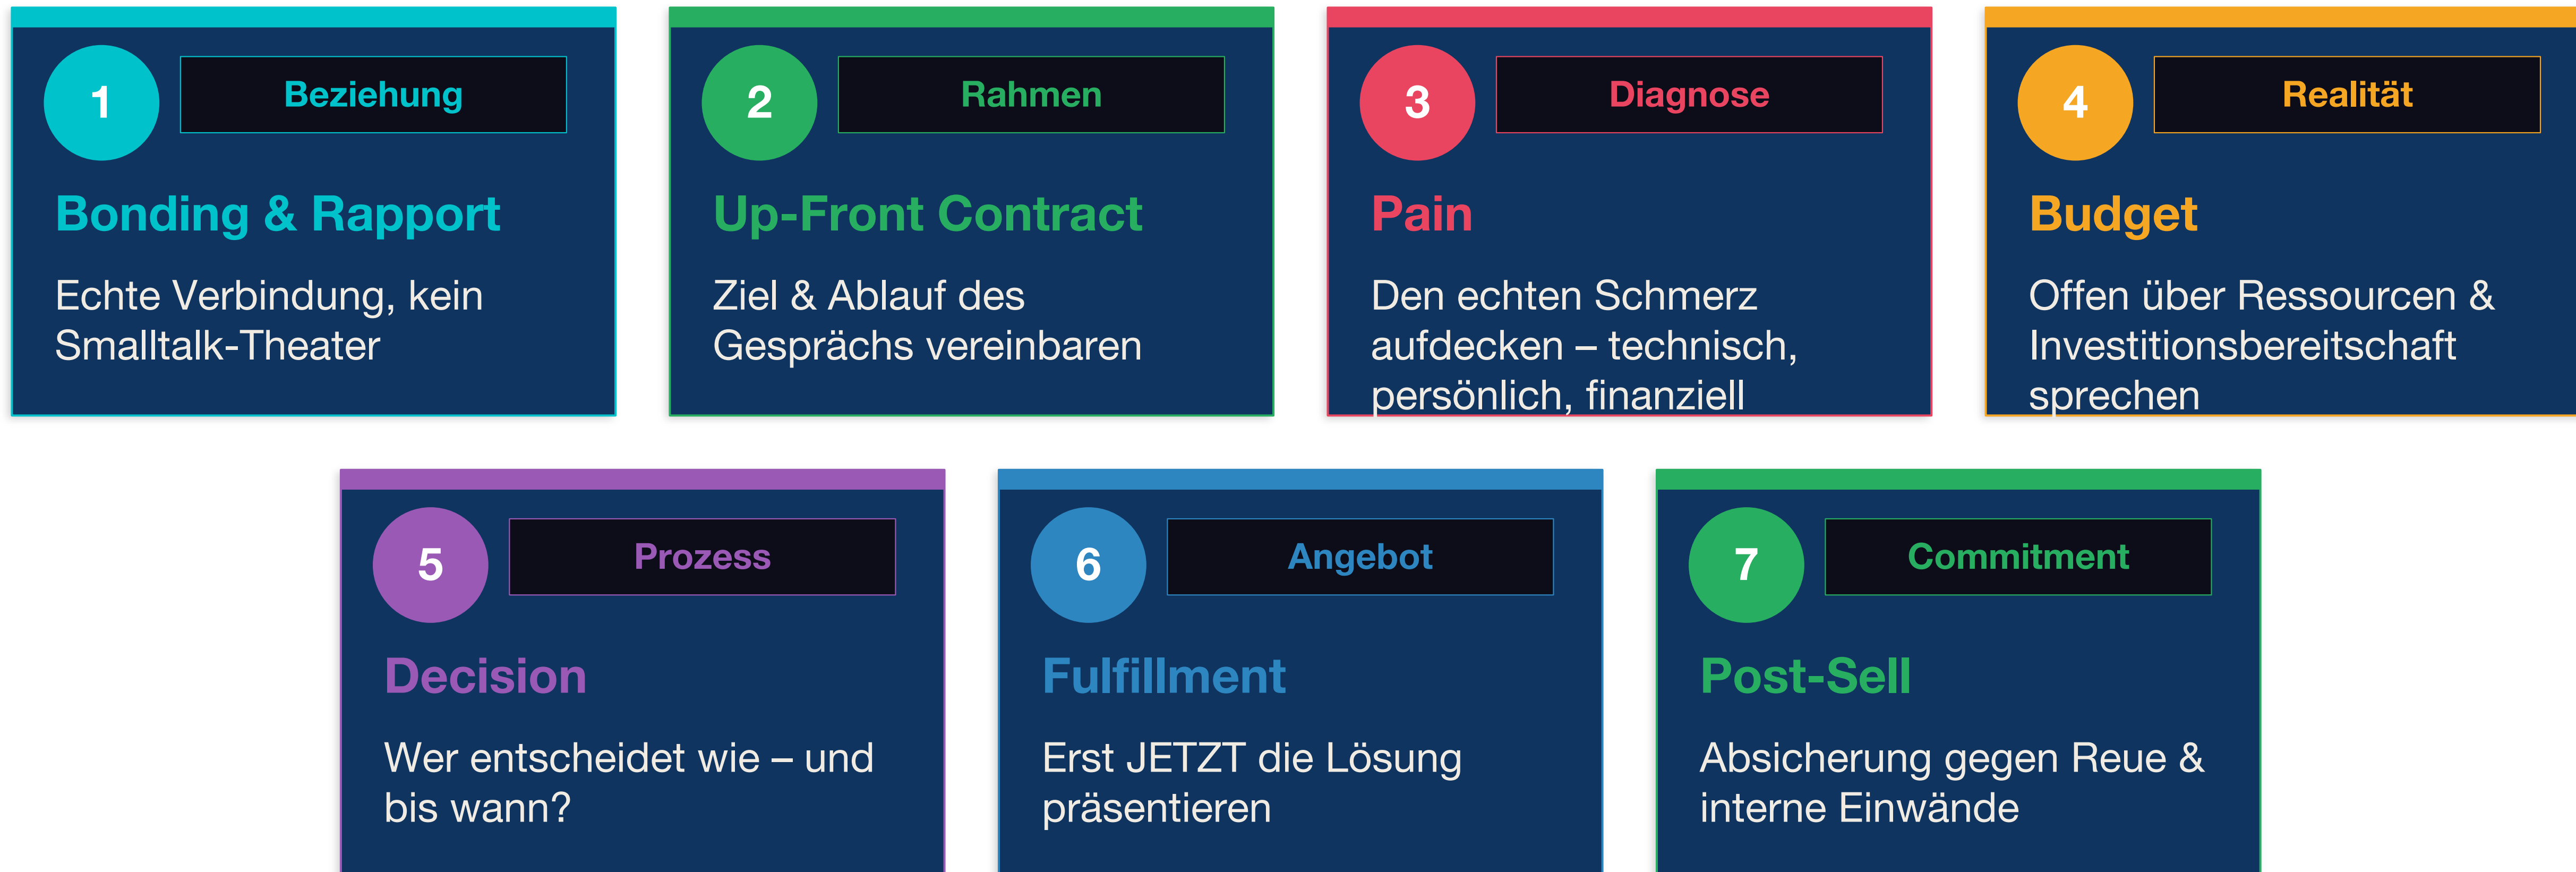 1
Beziehung
Bonding & Rapport
Echte Verbindung, kein
Smalltalk-Theater
2
Rahmen
Up-Front Contract
Ziel & Ablauf des
Gesprächs vereinbaren
3
Diagnose
Pain
Den echten Schmerz
aufdecken – technisch,
persönlich, finanziell
4
Realität
Budget
Offen über Ressourcen &
Investitionsbereitschaft
sprechen
5
Prozess
Decision
Wer entscheidet wie – und
bis wann?
6
Angebot
Fulfillment
Erst JETZT die Lösung
präsentieren
7
Commitment
Post-Sell
Absicherung gegen Reue &
interne Einwände